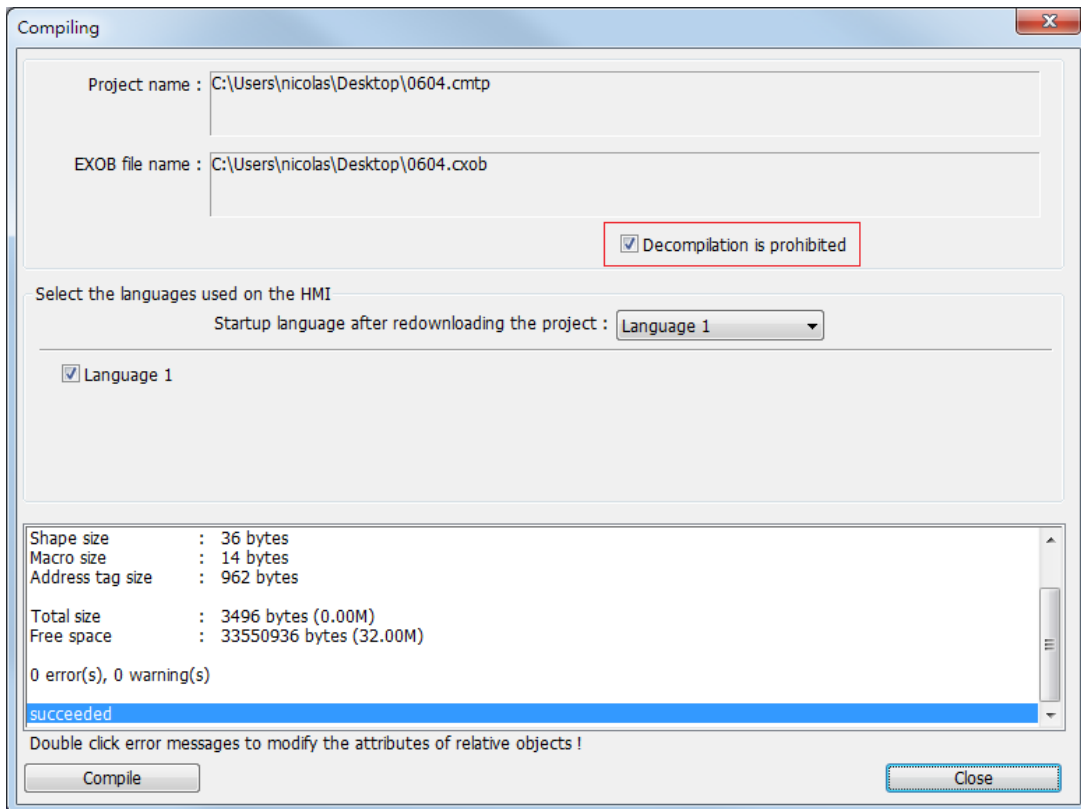 Compiling
Project name : C:\Users\nicolas\Desktop\0604.cmtp
EXOB file name : C:\Users\nicolas\Desktop\0604.cxob
Decompilation is prohibited
Select the languages used on the HMI
Startup language after redownloading the project : Language 1
Language 1
Shape size : 36 bytes
Macro size : 14 bytes
Address tag size : 962 bytes
Total size : 3496 bytes (0.00M)
Free space : 33550936 bytes (32.00M)
0 error(s), 0 warning(s)
succeeded
Double click error messages to modify the attributes of relative objects !
Compile Close